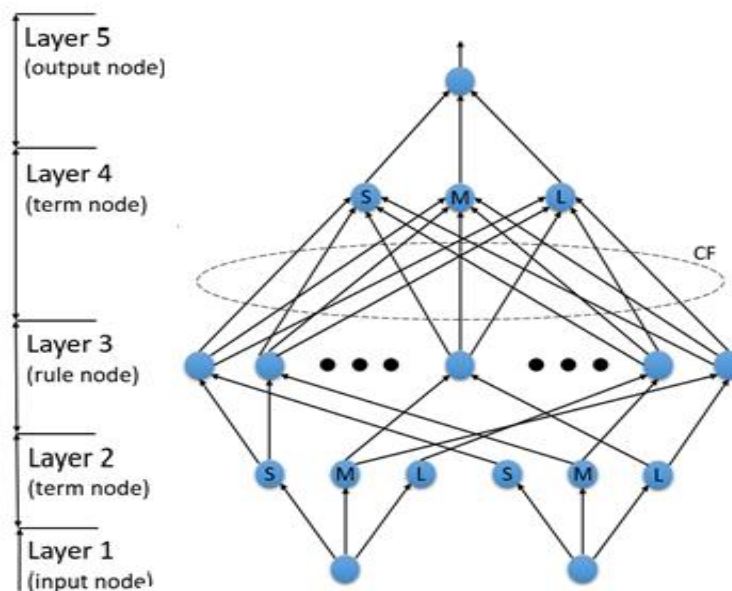 Layer 5
(output node)
Layer 4
(term node)
S M L
CF
Layer 3
(rule node)
Layer 2
(term node)
S M L S M L
Layer 1
(input node)